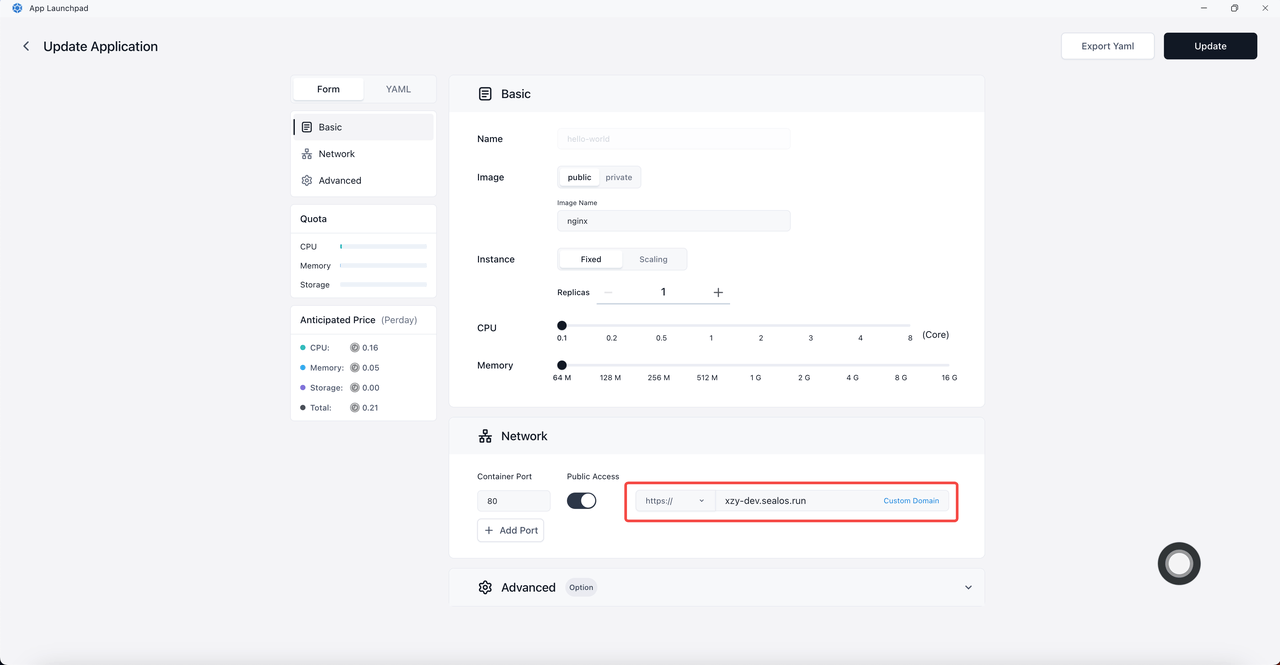 App Launchpad
Update Application
Export Yaml
Update
Form
YAML
Basic
Network
Advanced
Quota
CPU
Memory
Storage
Anticipated Price (Perday)
CPU: 0.16
Memory: 0.05
Storage: 0.00
Total: 0.21
Basic
Name
hello-world
Image
public private
Image Name
nginx
Instance
Fixed Scaling
Replicas 1
CPU
0.1 0.2 0.5 1 2 3 4 8 (Core)
Memory
64 M 128 M 256 M 512 M 1 G 2 G 4 G 8 G 16 G
Network
Container Port
Public Access
80
https://
xzy-dev.sealos.run
Custom Domain
Add Port
Advanced
Option